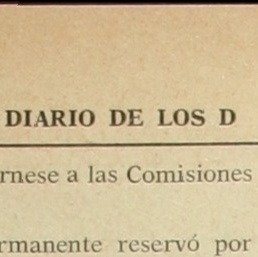 DIARIO DE LOS D
rnese a las Comisiones
rmanente reservó por